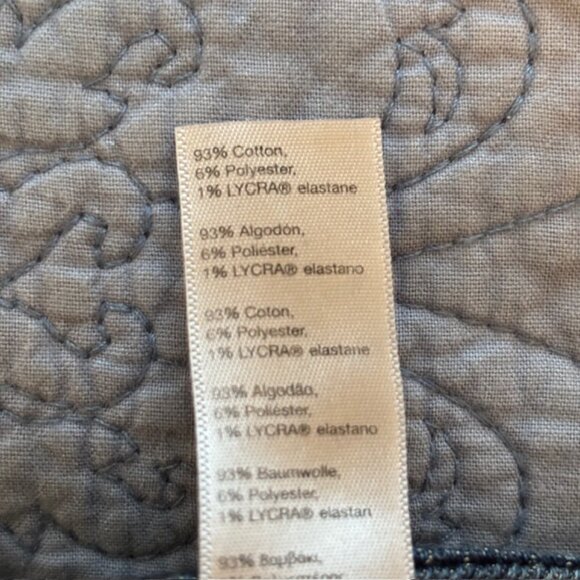 93% Cotton,
6% Polyester,
1% LYCRA® elastane
93% Algodón,
6% Poliéster,
1% LYCRA® elastano
93% Coton,
6% Polyester,
1% LYCRA® elastane
93% Algodão,
6% Poliéster,
1% LYCRA® elastano
93% Baumwolle,
6% Polyester,
1% LYCRA® elastan
93% Βαμβάκι,